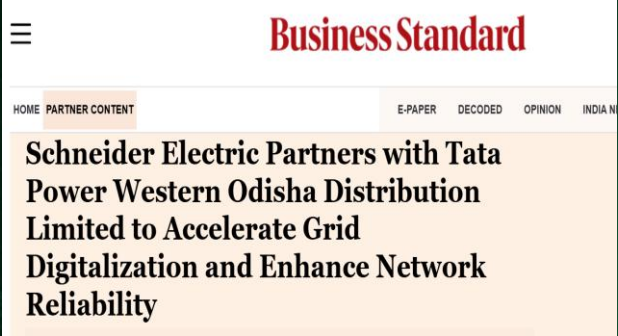 Business Standard
HOME PARTNER CONTENT E-PAPER DECODED OPINION INDIA
Schneider Electric Partners with Tata
Power Western Odisha Distribution
Limited to Accelerate Grid
Digitalization and Enhance Network
Reliability